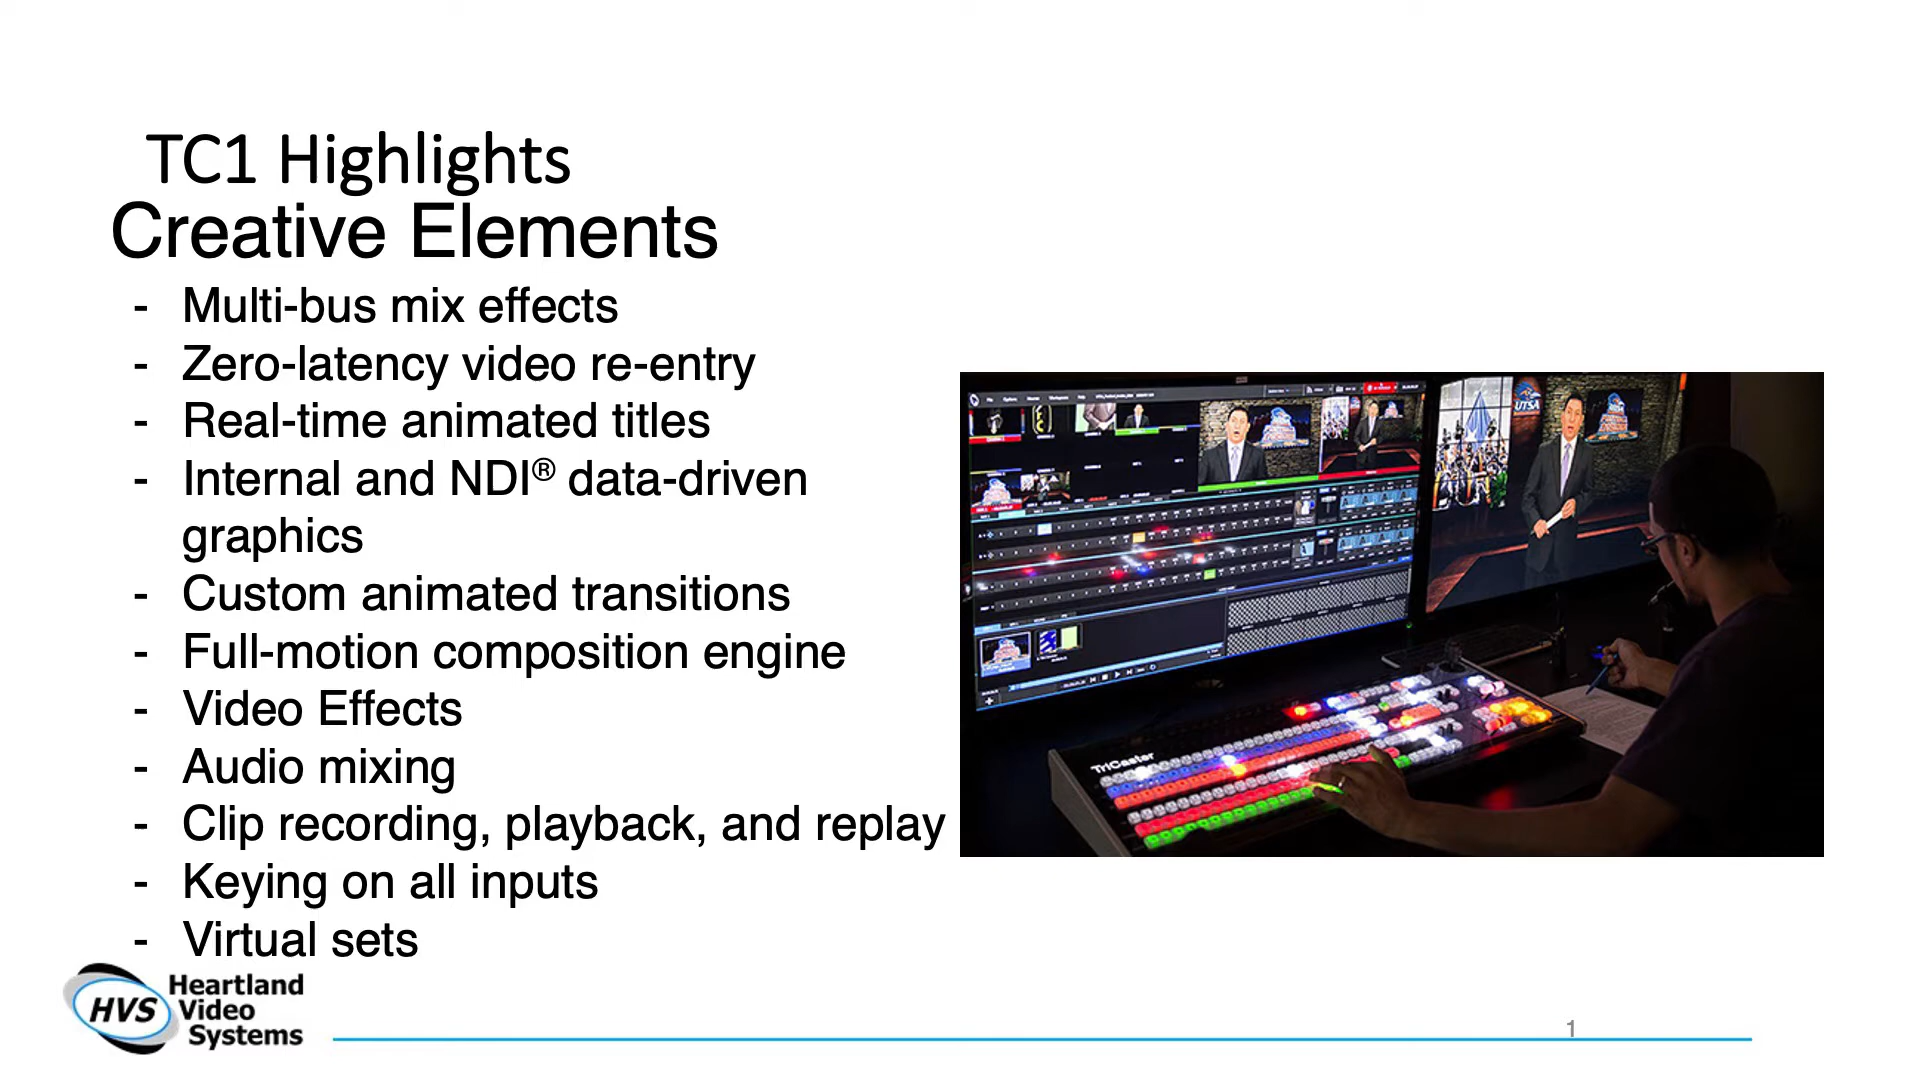 TC1 Highlights
Creative Elements
- Multi-bus mix effects
- Zero-latency video re-entry
- Real-time animated titles
- Internal and NDI® data-driven
graphics
- Custom animated transitions
- Full-motion composition engine
- Video Effects
- Audio mixing
- Clip recording, playback, and replay
- Keying on all inputs
- Virtual sets
UTSA
TriCaster
HVS
Heartland
Video
Systems
1